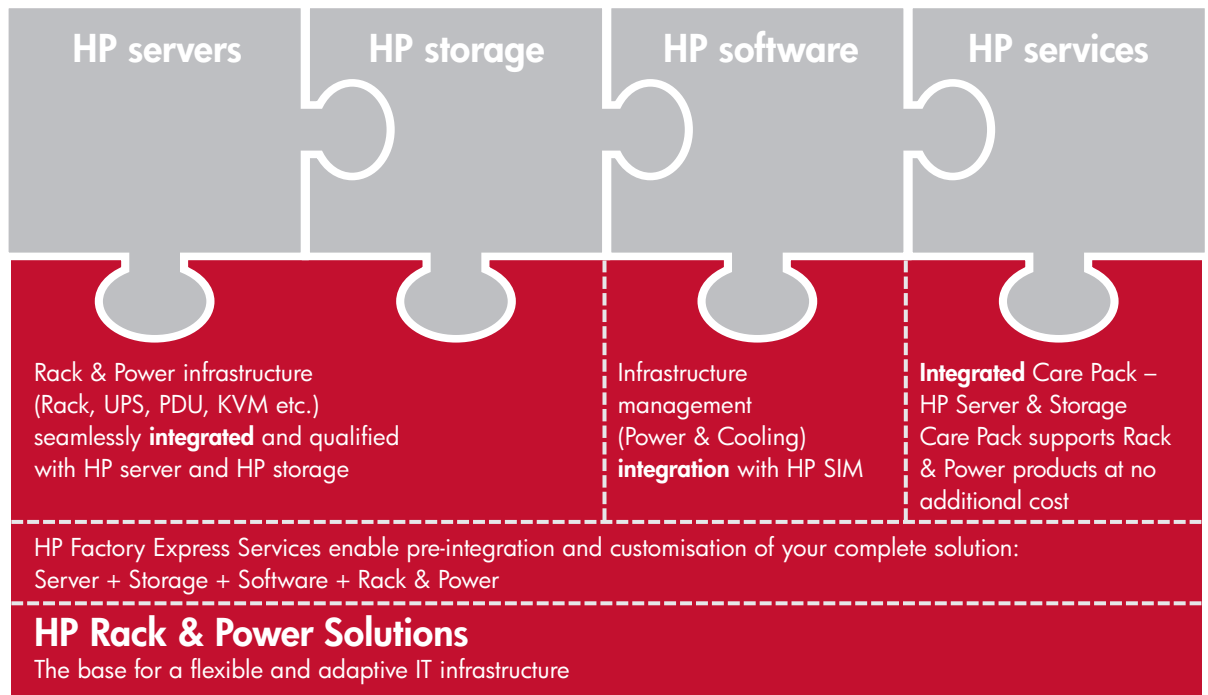 HP servers
HP storage
HP software
HP services
Rack & Power infrastructure
(Rack, UPS, PDU, KVM etc.)
seamlessly integrated and qualified
with HP server and HP storage
Infrastructure
management
(Power & Cooling)
integration with HP SIM
Integrated Care Pack –
HP Server & Storage
Care Pack supports Rack
& Power products at no
additional cost
HP Factory Express Services enable pre-integration and customisation of your complete solution:
Server + Storage + Software + Rack & Power
HP Rack & Power Solutions
The base for a flexible and adaptive IT infrastructure